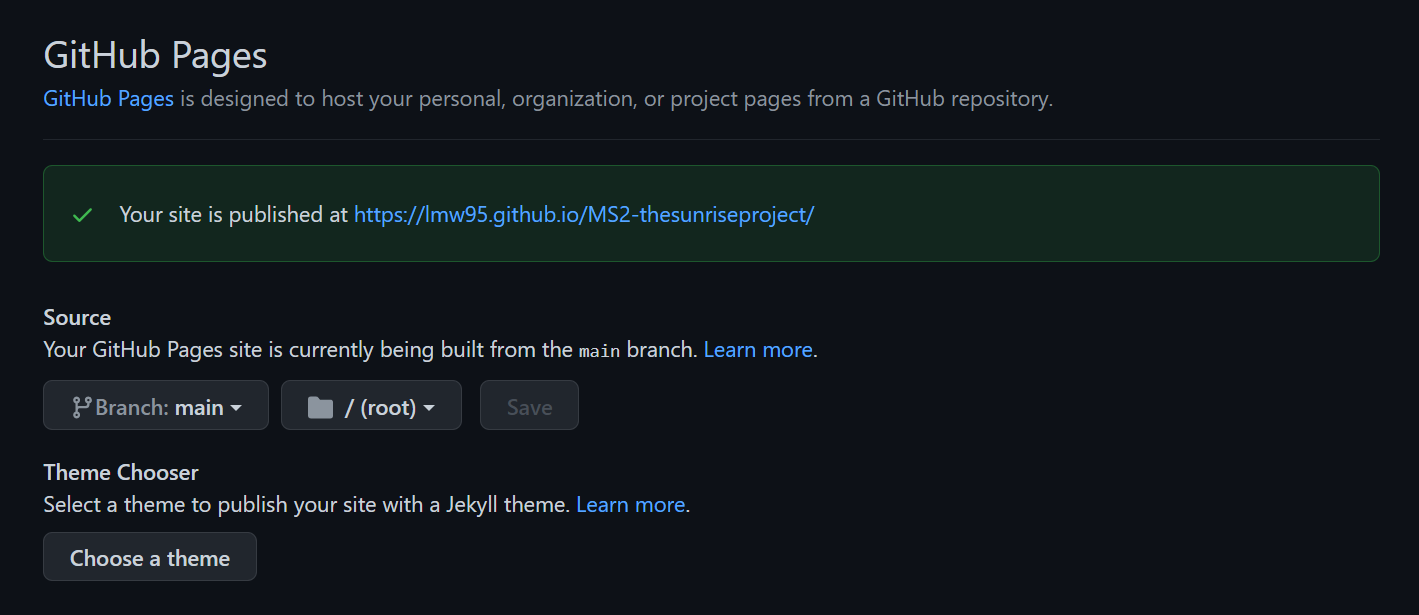 GitHub Pages
GitHub Pages is designed to host your personal, organization, or project pages from a GitHub repository.
Your site is published at https://lmw95.github.io/MS2-thesunriseproject/
Source
Your GitHub Pages site is currently being built from the main branch. Learn more.
Branch: main / (root) Save
Theme Chooser
Select a theme to publish your site with a Jekyll theme. Learn more.
Choose a theme